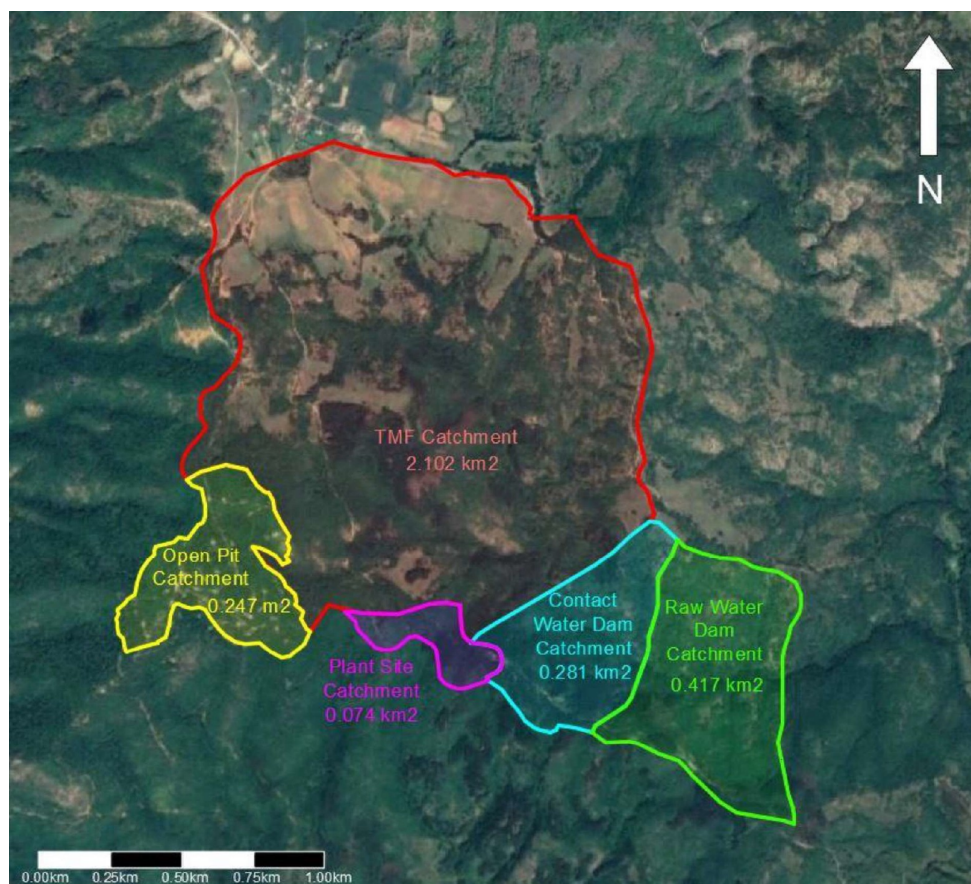 N
TMF Catchment
2.102 km2
Open Pit
Catchment
0.247 m2
Contact
Water Dam
Catchment
0.281 km2
Raw Water
Dam
Catchment
0.417 km2
Plant Site
Catchment
0.074 km2
0.00km 0.25km 0.50km 0.75km 1.00km